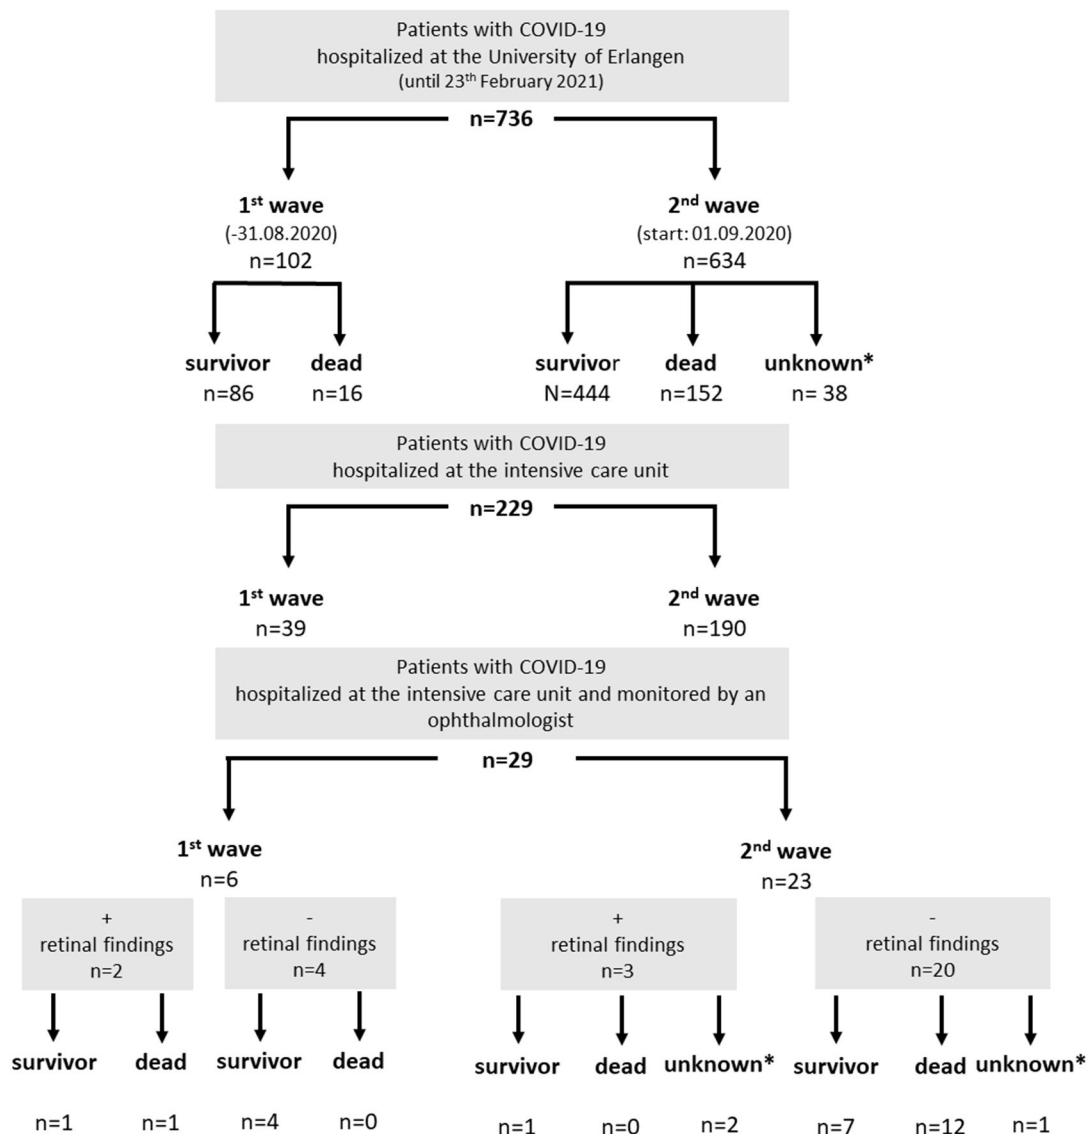 Patients with COVID-19
hospitalized at the University of Erlangen
(until 23th February 2021)
n=736
1st wave
(-31.08.2020)
n=102
2nd wave
(start: 01.09.2020)
n=634
survivor
n=86
dead
n=16
survivor
N=444
dead
n=152
unknown*
n= 38
Patients with COVID-19
hospitalized at the intensive care unit
n=229
1st wave
n=39
2nd wave
n=190
Patients with COVID-19
hospitalized at the intensive care unit and monitored by an
ophthalmologist
n=29
1st wave
n=6
2nd wave
n=23
+
retinal findings
n=2
-
retinal findings
n=4
+
retinal findings
n=3
-
retinal findings
n=20
survivor
n=1
dead
n=1
survivor
n=4
dead
n=0
survivor
n=1
dead
n=0
unknown*
n=2
survivor
n=7
dead
n=12
unknown*
n=1